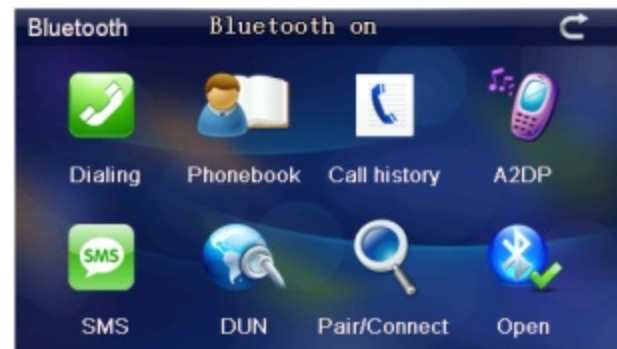 Bluetooth Bluetooth on
Dialing Phonebook Call history A2DP
SMS
SMS DUN Pair/Connect Open